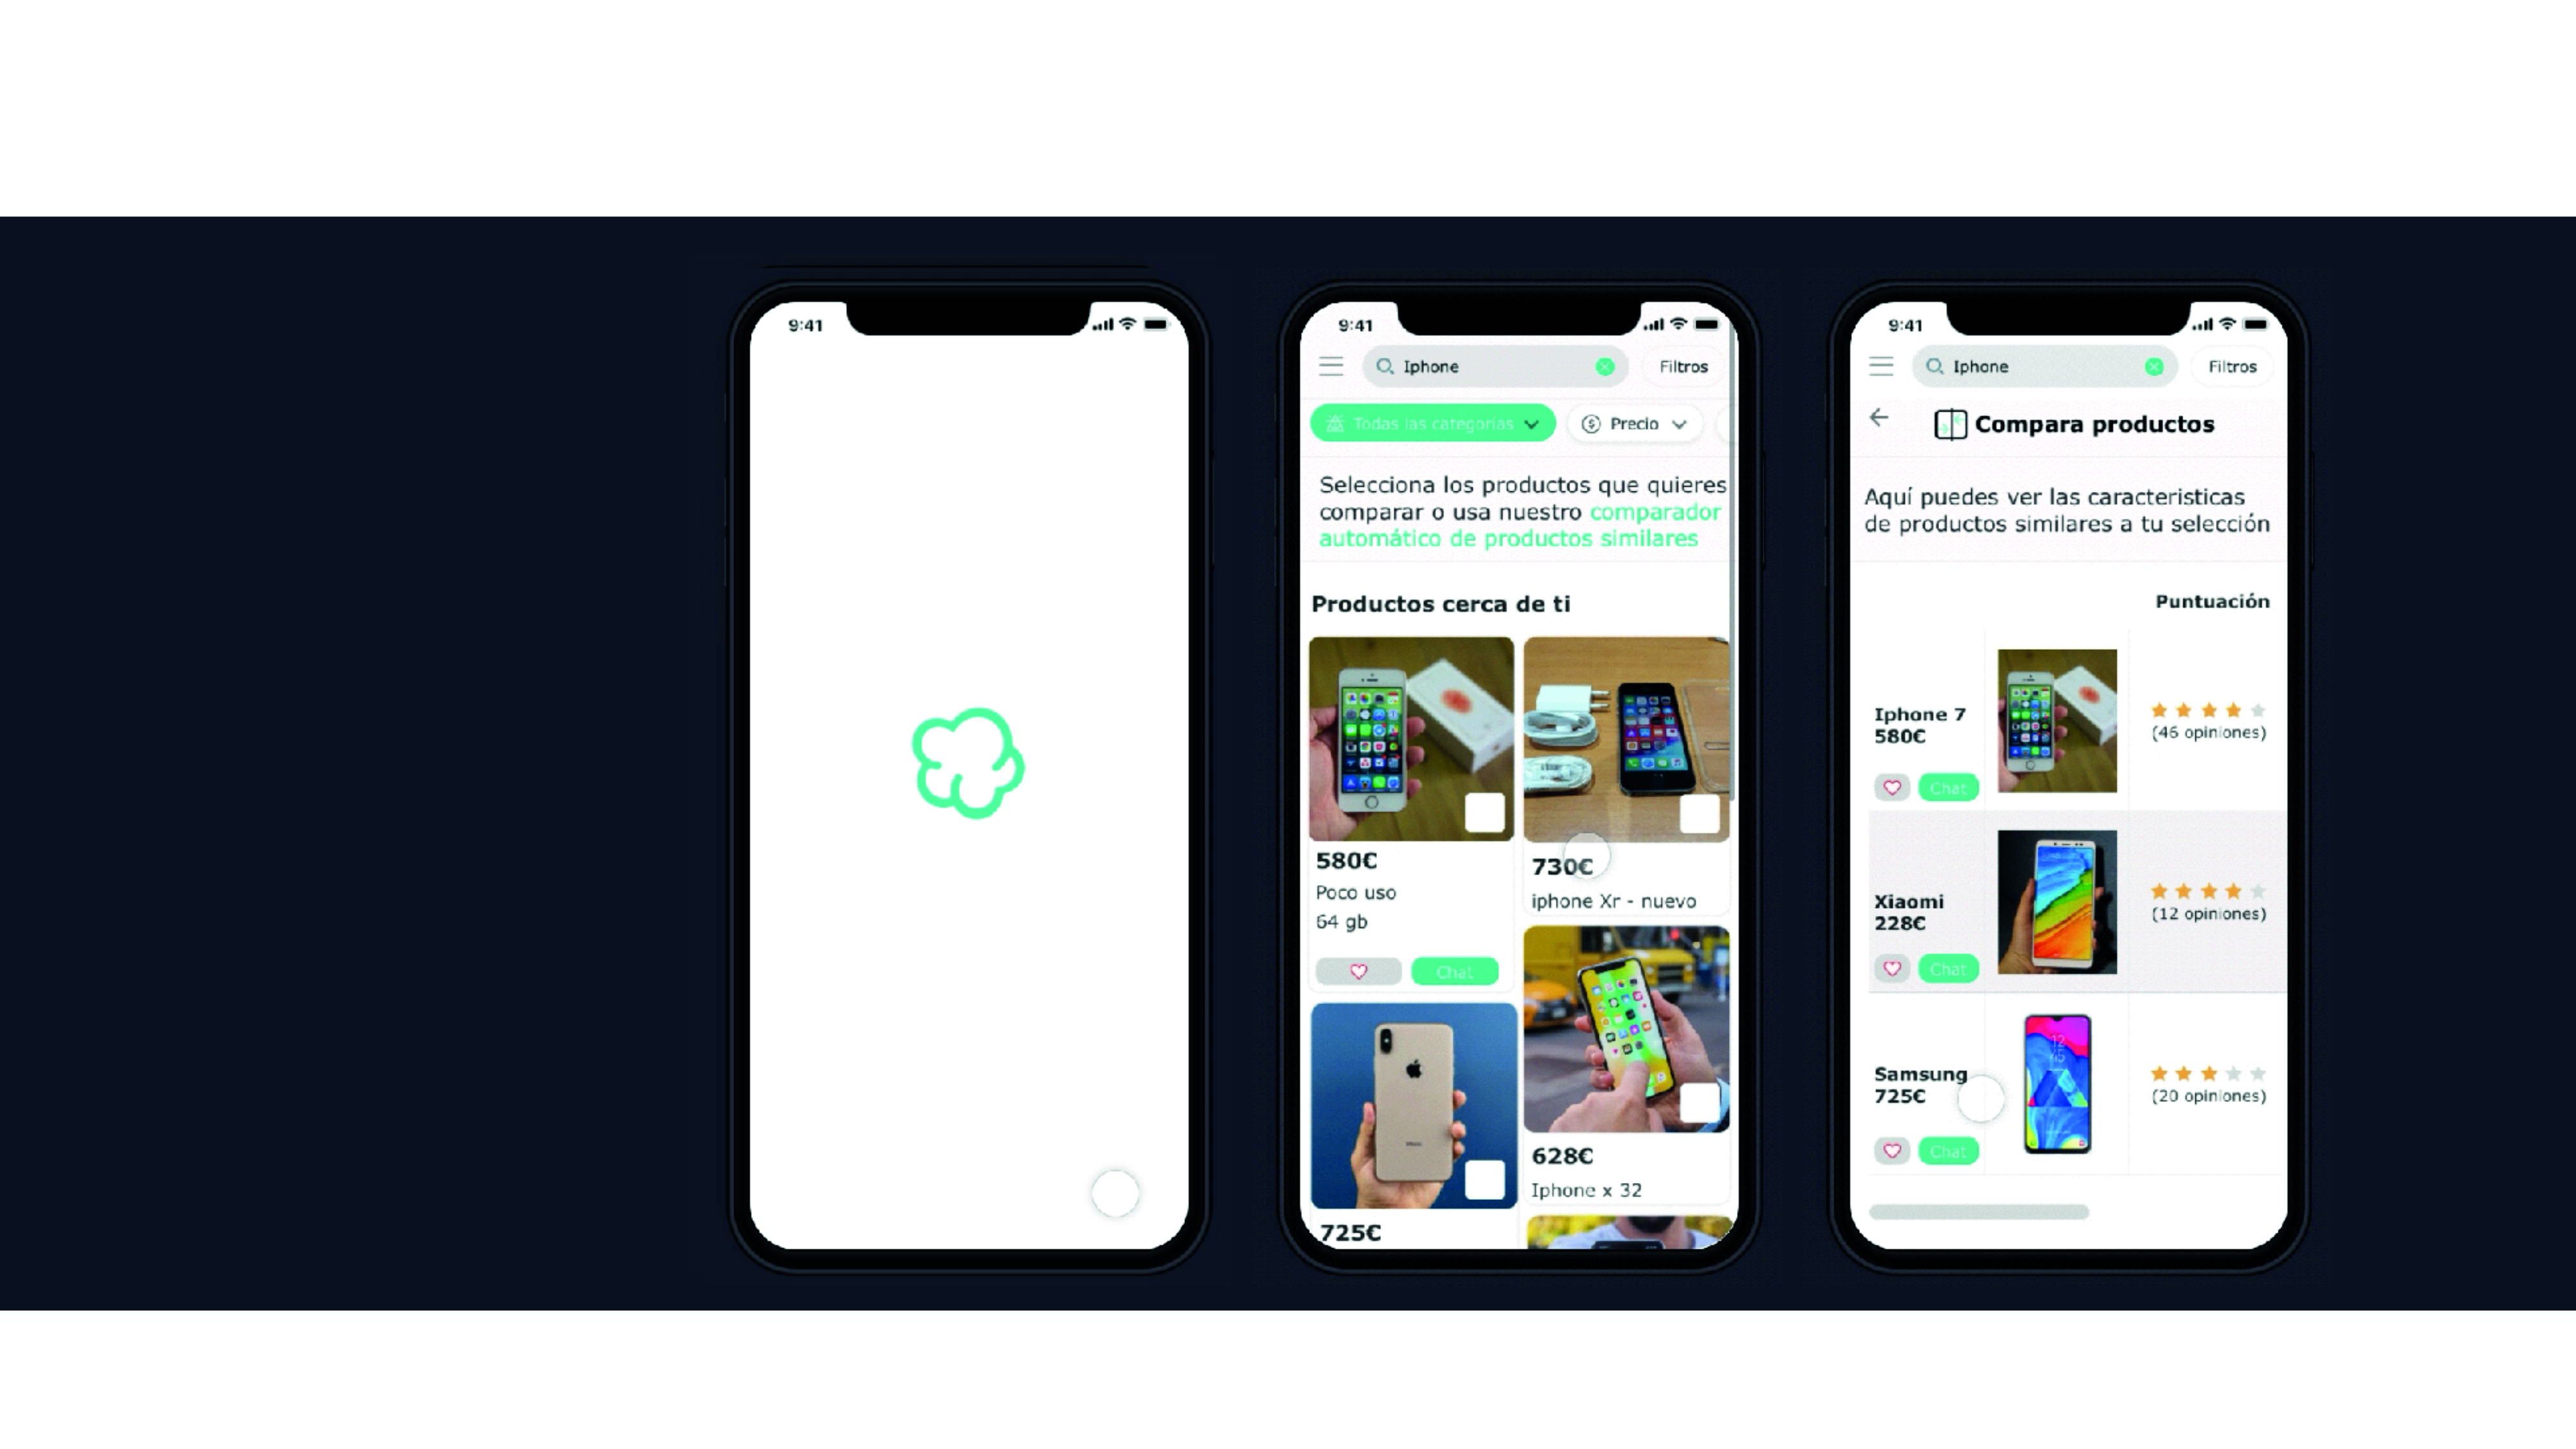 9:41
9:41
Iphone
Filtros
Todas las categorias
Precio
Selecciona los productos que quieres
comparar o usa nuestro comparador
automático de productos similares
Productos cerca de ti
580€
Poco uso
64 gb
Chat
730€
iphone Xr - nuevo
628€
Iphone x 32
725€
9:41
Iphone
Filtros
Compara productos
Aquí puedes ver las caracteristicas
de productos similares a tu selección
Puntuación
Iphone 7
580€
(46 opiniones)
Chat
Xiaomi
228€
(12 opiniones)
Chat
Samsung
725€
(20 opiniones)
Chat